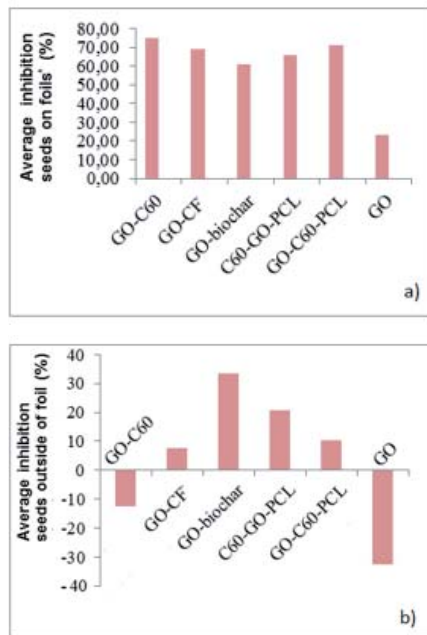 Average inhibition
seeds on foils' (%)
80,00
70,00
60,00
50,00
40,00
30,00
20,00
10,00
0,00
GO-C60
GO-CF
GO-biochar
C60-GO-PCL
GO-C60-PCL
GO
a)
Average inhibition
seeds outside of foil (%)
40
30
20
10
0
-10
-20
-30
-40
GO-C60
GO-CF
GO-biochar
C60-GO-PCL
GO-C60-PCL
GO
b)